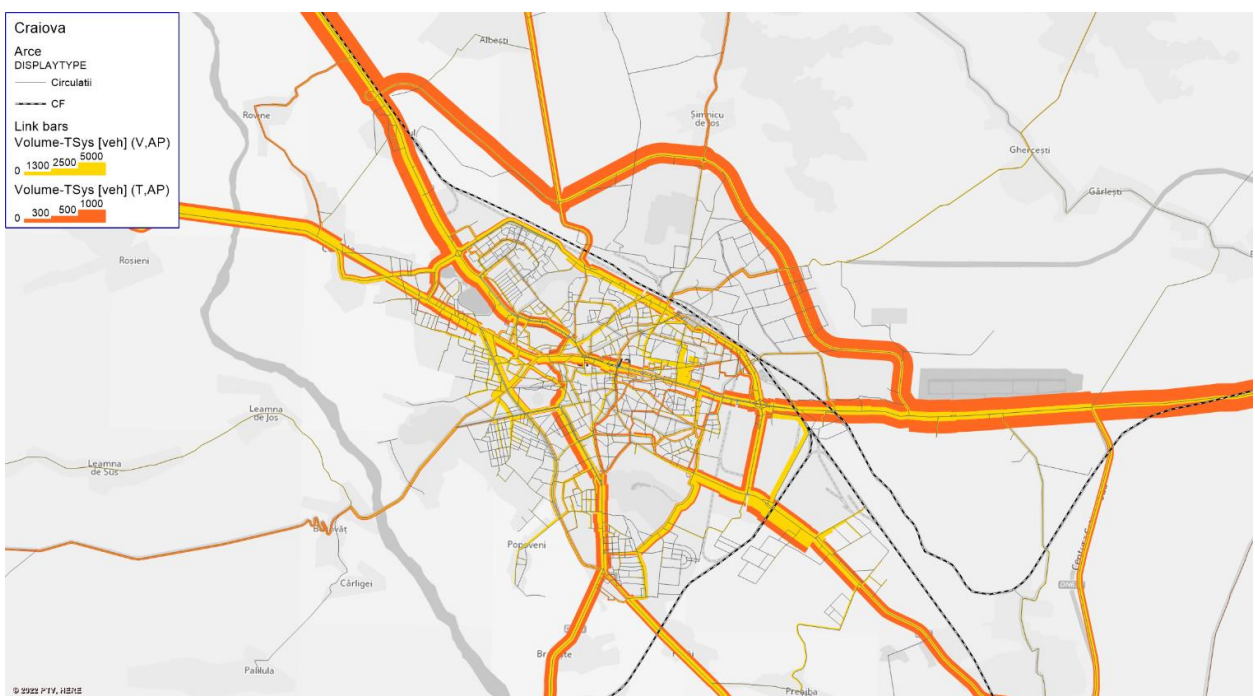 Craiova
Arce
DISPLAYTYPE
Circulatii
CF
Link bars
Volume-TSys [veh] (V,AP)
0 1300 2500 5000
Volume-TSys [veh] (T,AP)
0 300 500 1000
Albești
Rovine
Șimnicu de Jos
Ghercești
Gârlești
Rosieni
Leamna de Jos
Leamna de Sus
Popoveni
Cârligei
Palilula
Preajba
© 2022 PTV, HERE